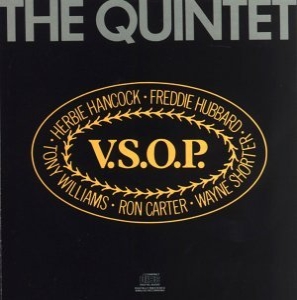 THE QUINTET
· HERBIE HANCOCK · FREDDIE HUBBARD ·
V.S.O.P.
TONY WILLIAMS · RON CARTER · WAYNE SHORTER